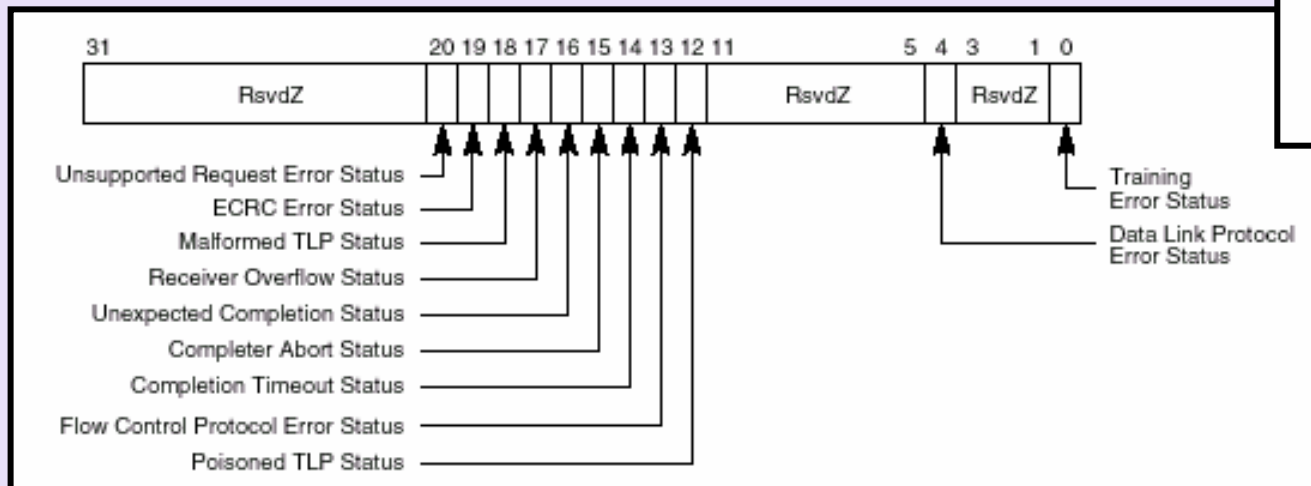 31 20 19 18 17 16 15 14 13 12 11 5 4 3 1 0
RsvdZ RsvdZ RsvdZ
Unsupported Request Error Status
ECRC Error Status
Malformed TLP Status
Receiver Overflow Status
Unexpected Completion Status
Completer Abort Status
Completion Timeout Status
Flow Control Protocol Error Status
Poisoned TLP Status
Training
Error Status
Data Link Protocol
Error Status